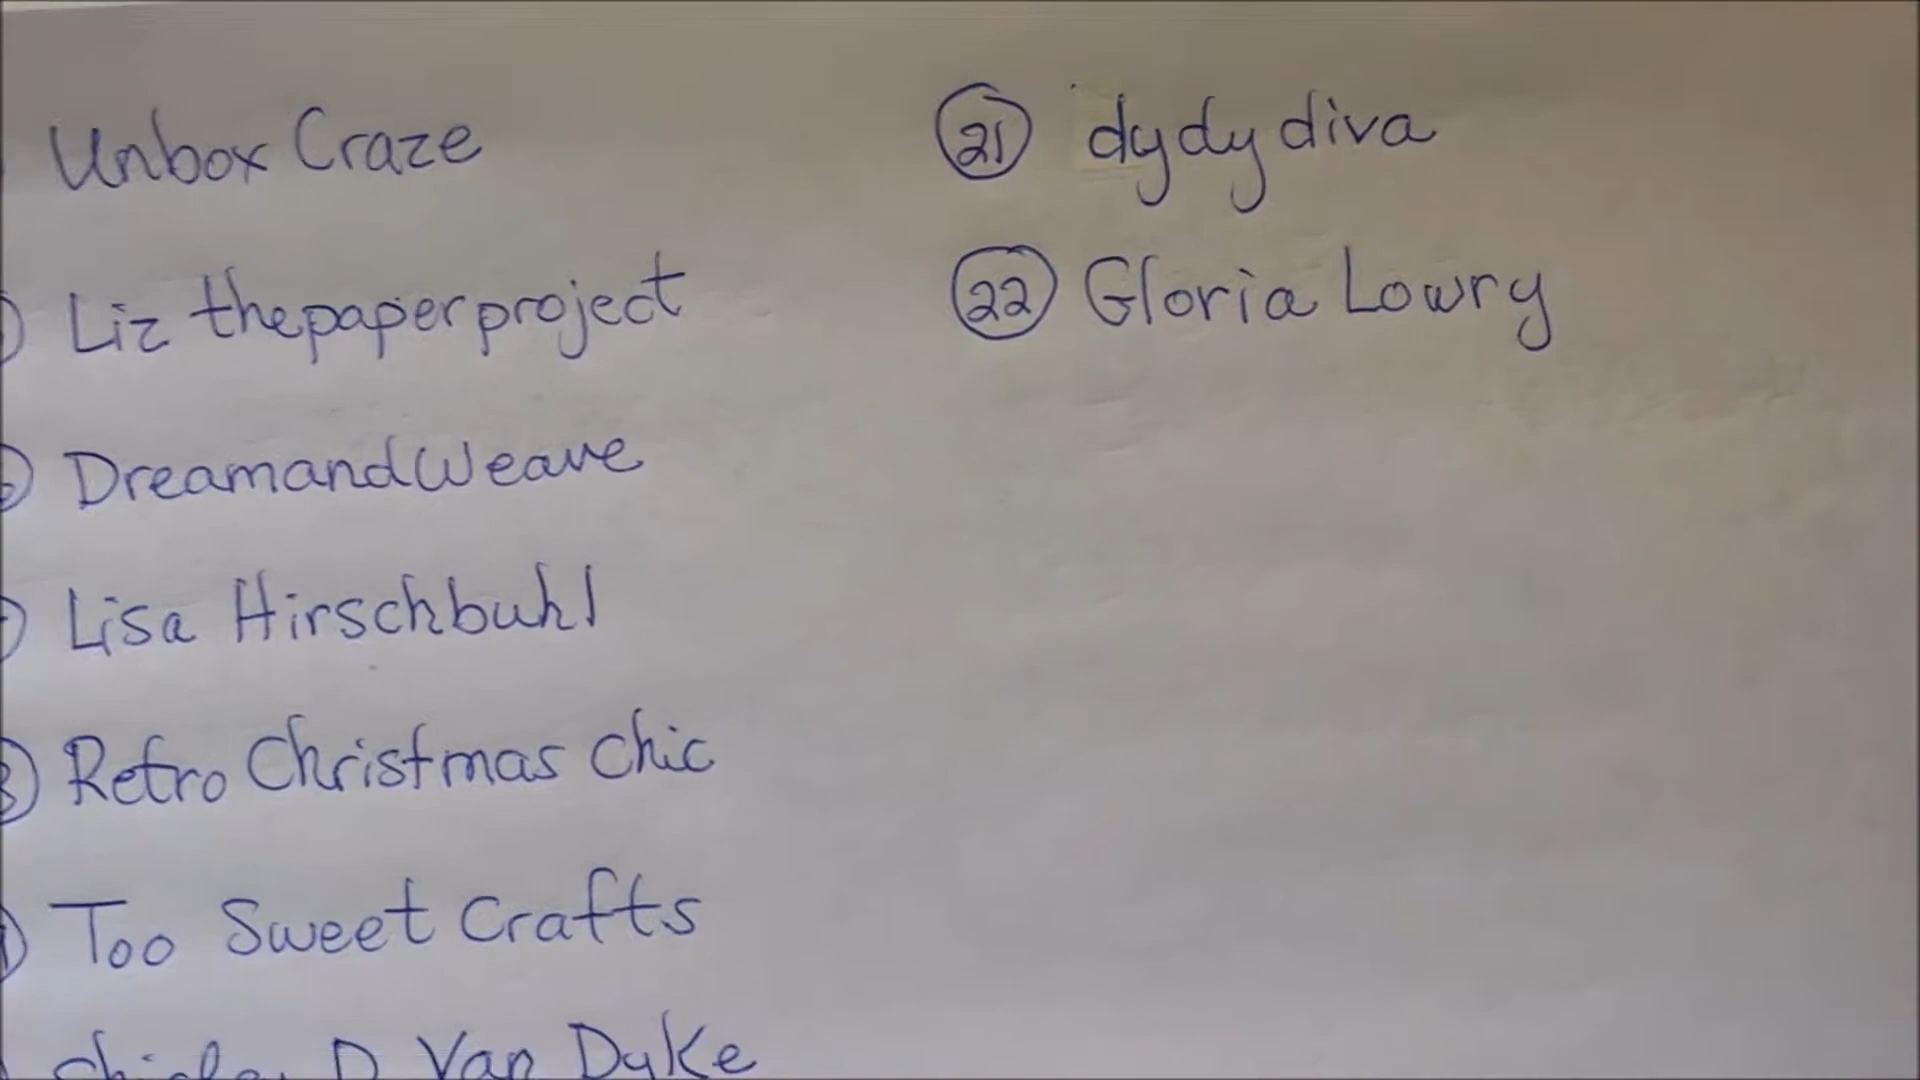 Unbox Craze
Liz thepaperproject
DreamandWeave
Lisa Hirschbuhl
Retro Christmas Chic
Too Sweet Crafts
D Van Dyke
21 dydydiva
22 Gloria Lowry